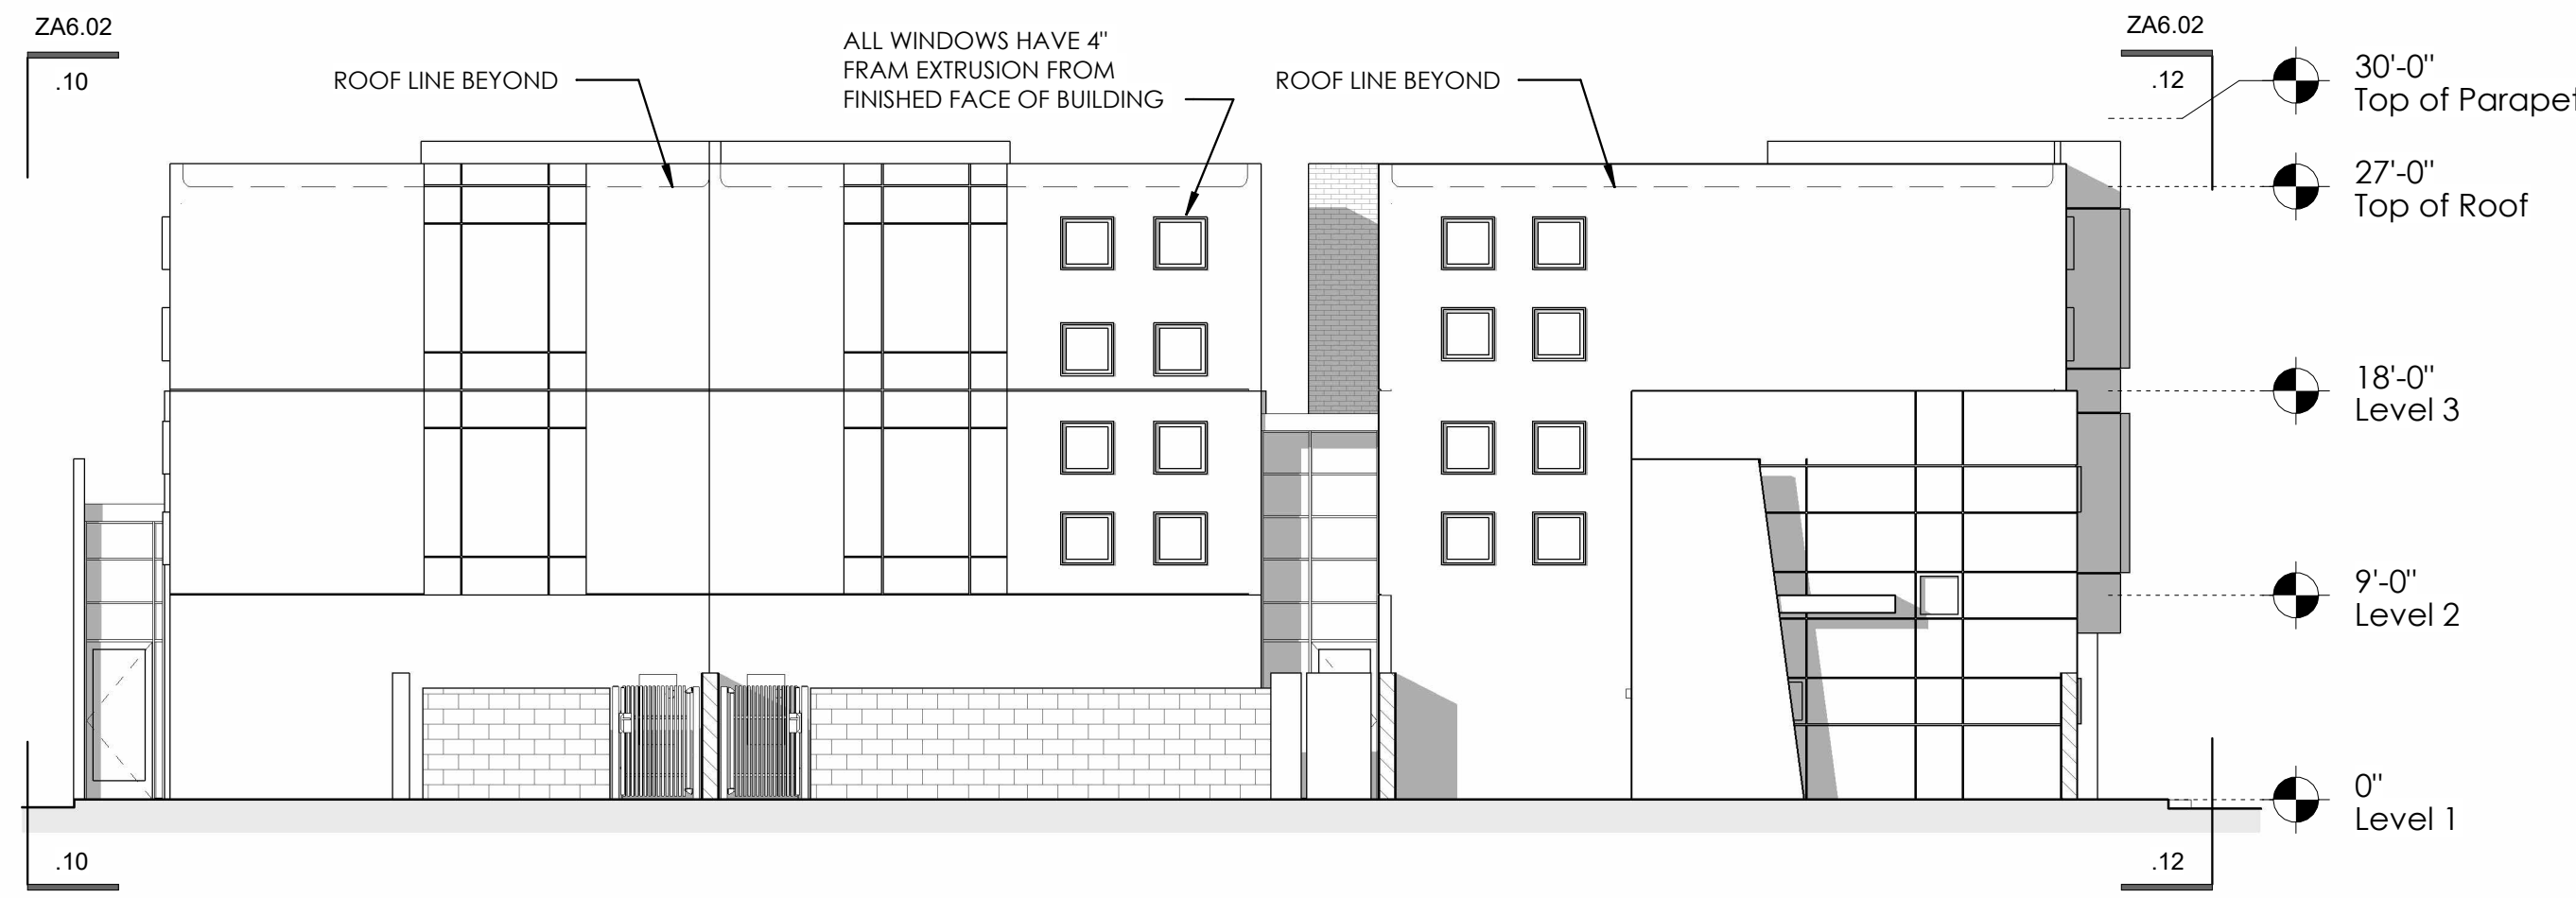 ZA6.02
.10
ROOF LINE BEYOND
ALL WINDOWS HAVE 4"
FRAM EXTRUSION FROM
FINISHED FACE OF BUILDING
ROOF LINE BEYOND
ZA6.02
.12
30'-0"
Top of Parapet
27'-0"
Top of Roof
18'-0"
Level 3
9'-0"
Level 2
0"
Level 1
.10
.12